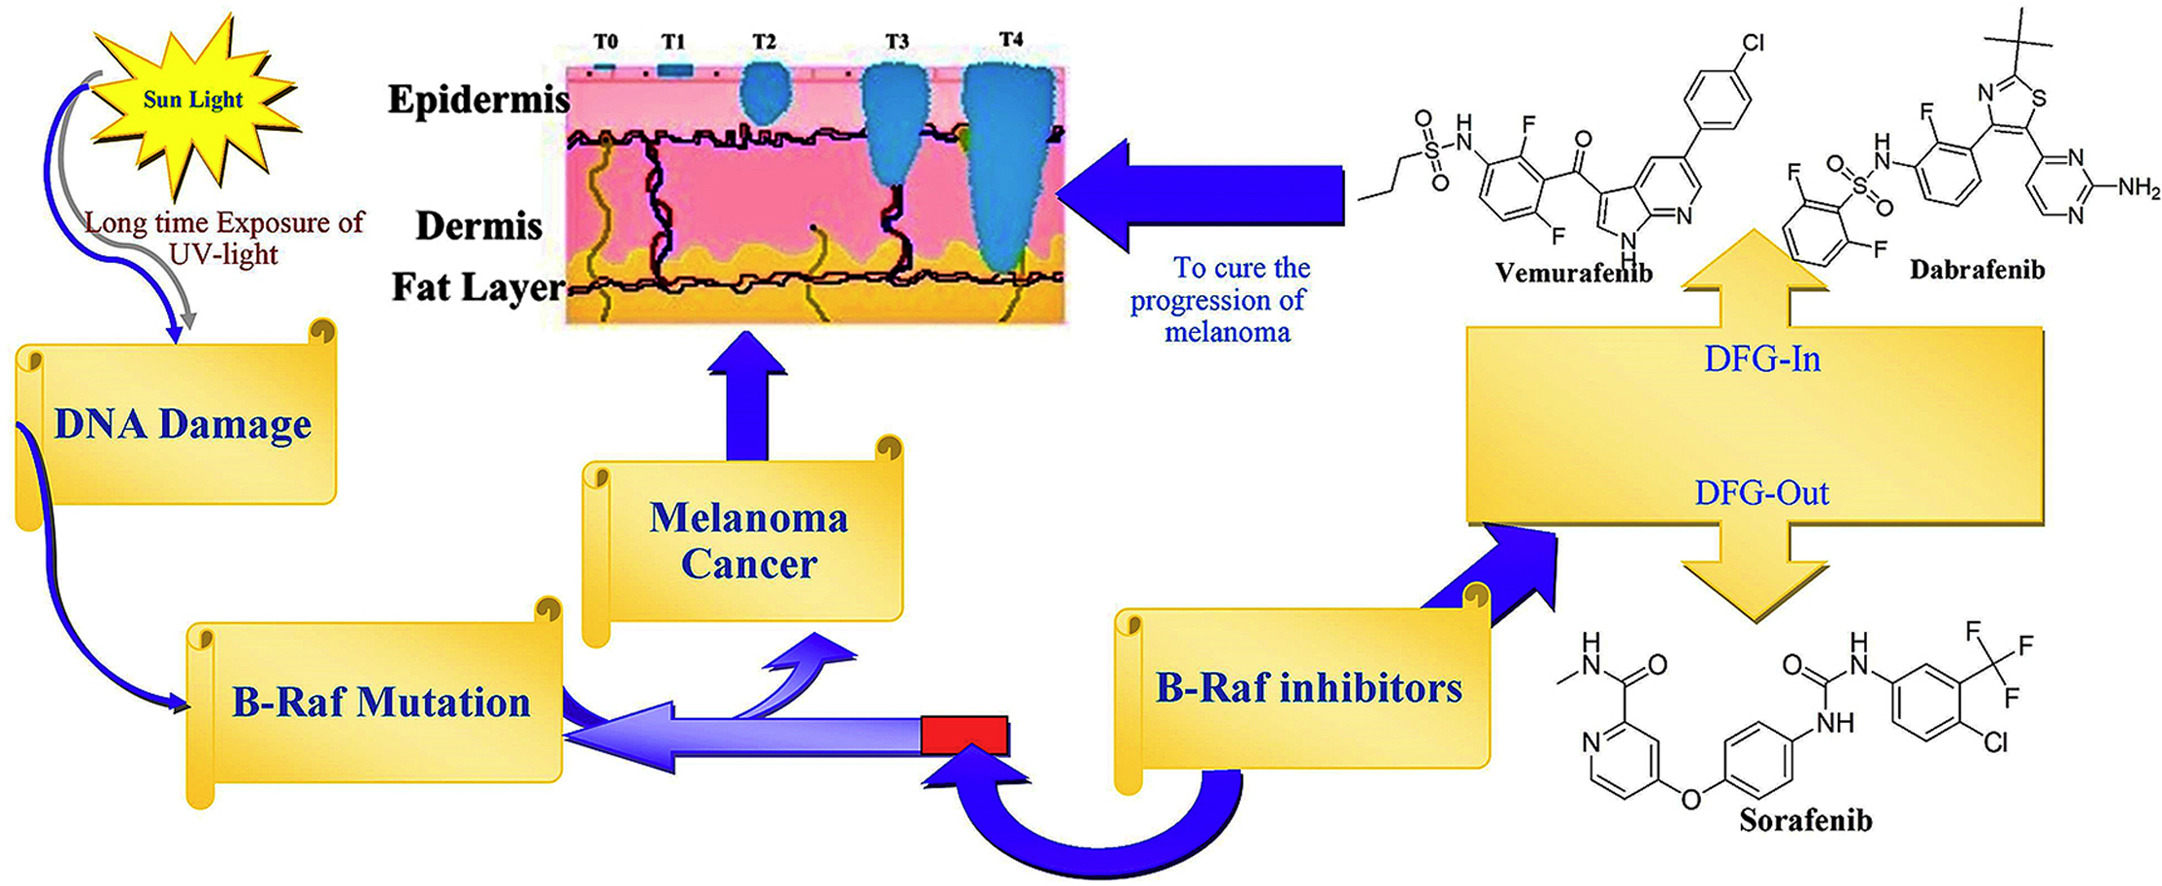 Sun Light
Long time Exposure of
UV-light
DNA Damage
B-Raf Mutation
Melanoma
Cancer
T0 T1 T2 T3 T4
Epidermis
Dermis
Fat Layer
To cure the
progression of
melanoma
B-Raf inhibitors
DFG-In
DFG-Out
O
S
O
H
N
F
F
O
Cl
N
N
H
Vemurafenib
F
F
O
S
O
H
N
F
N
S
N
N
NH2
Dabrafenib
H
N
O
N
O
O
H
N
NH
F
F
F
Cl
Sorafenib